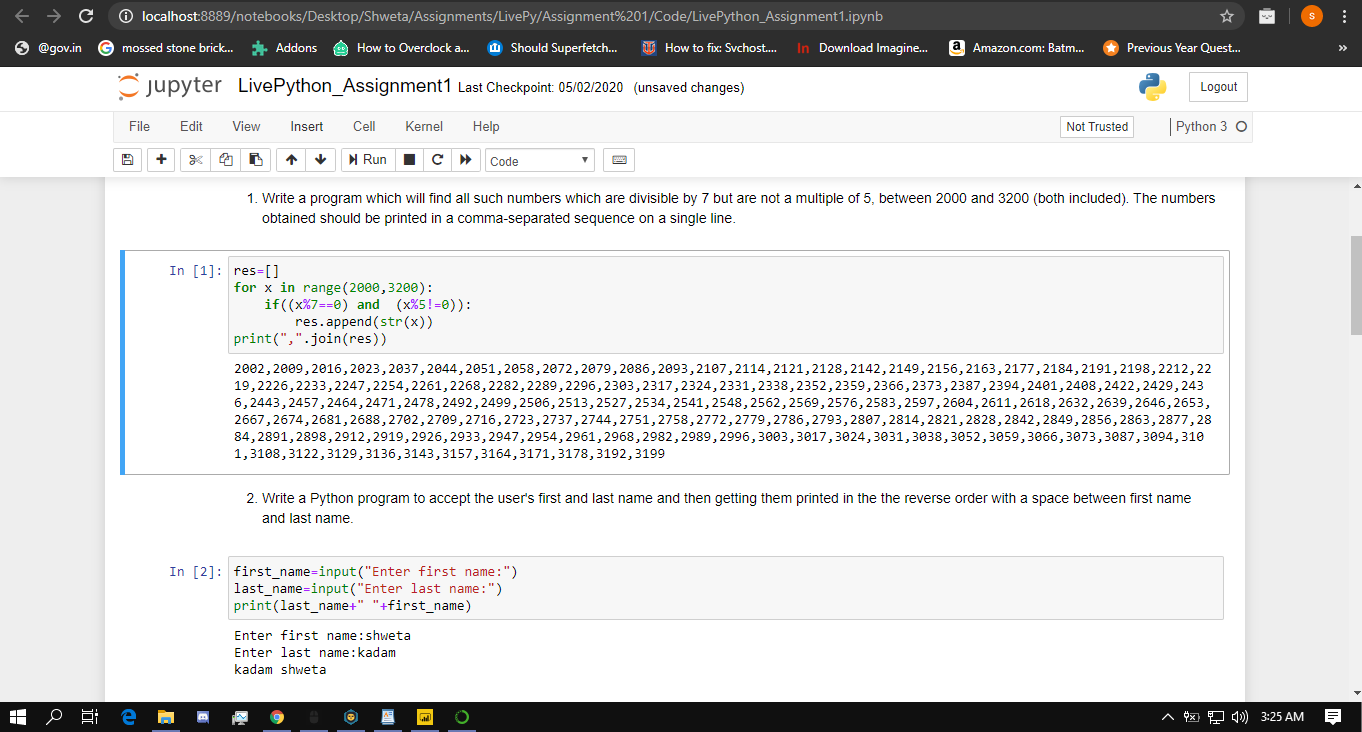 localhost:8889/notebooks/Desktop/Shweta/Assignments/LivePy/Assignment%201/Code/LivePython_Assignment1.ipynb
S
@gov.in mossed stone brick... Addons How to Overclock a... Should Superfetch... How to fix: Svchost.... In Download Imagine... a Amazon.com: Batm... Previous Year Quest... »
jupyter LivePython_Assignment1 Last Checkpoint: 05/02/2020 (unsaved changes) Logout
File Edit View Insert Cell Kernel Help Not Trusted Python 3
Run Code
1. Write a program which will find all such numbers which are divisible by 7 but are not a multiple of 5, between 2000 and 3200 (both included). The numbers
obtained should be printed in a comma-separated sequence on a single line.
In [1]: res=[]
for x in range(2000,3200):
    if((x%7==0) and  (x%5!=0)):
        res.append(str(x))
print(",".join(res))
2002,2009,2016,2023,2037,2044,2051,2058,2072,2079,2086,2093,2107,2114,2121,2128,2142,2149,2156,2163,2177,2184,2191,2198,2212,22
19,2226,2233,2247,2254,2261,2268,2282,2289,2296,2303,2317,2324,2331,2338,2352,2359,2366,2373,2387,2394,2401,2408,2422,2429,243
6,2443,2457,2464,2471,2478,2492,2499,2506,2513,2527,2534,2541,2548,2562,2569,2576,2583,2597,2604,2611,2618,2632,2639,2646,2653,
2667,2674,2681,2688,2702,2709,2716,2723,2737,2744,2751,2758,2772,2779,2786,2793,2807,2814,2821,2828,2842,2849,2856,2863,2877,28
84,2891,2898,2912,2919,2926,2933,2947,2954,2961,2968,2982,2989,2996,3003,3017,3024,3031,3038,3052,3059,3066,3073,3087,3094,310
1,3108,3122,3129,3136,3143,3157,3164,3171,3178,3192,3199
2. Write a Python program to accept the user's first and last name and then getting them printed in the the reverse order with a space between first name
and last name.
In [2]: first_name=input("Enter first name:")
last_name=input("Enter last name:")
print(last_name+" "+first_name)
Enter first name:shweta
Enter last name:kadam
kadam shweta
3:25 AM